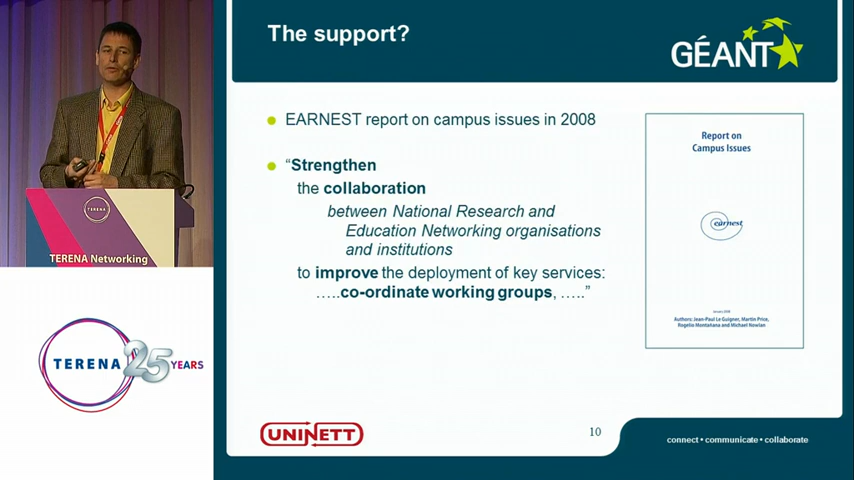 The support?
GÉANT
EARNEST report on campus issues in 2008
“Strengthen
the collaboration
between National Research and
Education Networking organisations
and institutions
to improve the deployment of key services:
…..co-ordinate working groups, …..”
Report on
Campus Issues
earnest
January 2008
Authors: Jean-Paul Le Guigner, Martin Price,
Rogelio Montañana and Michael Nowlan
TERENA
TERENA Networking
TERENA 25 YEARS
UNINETT
10
connect • communicate • collaborate